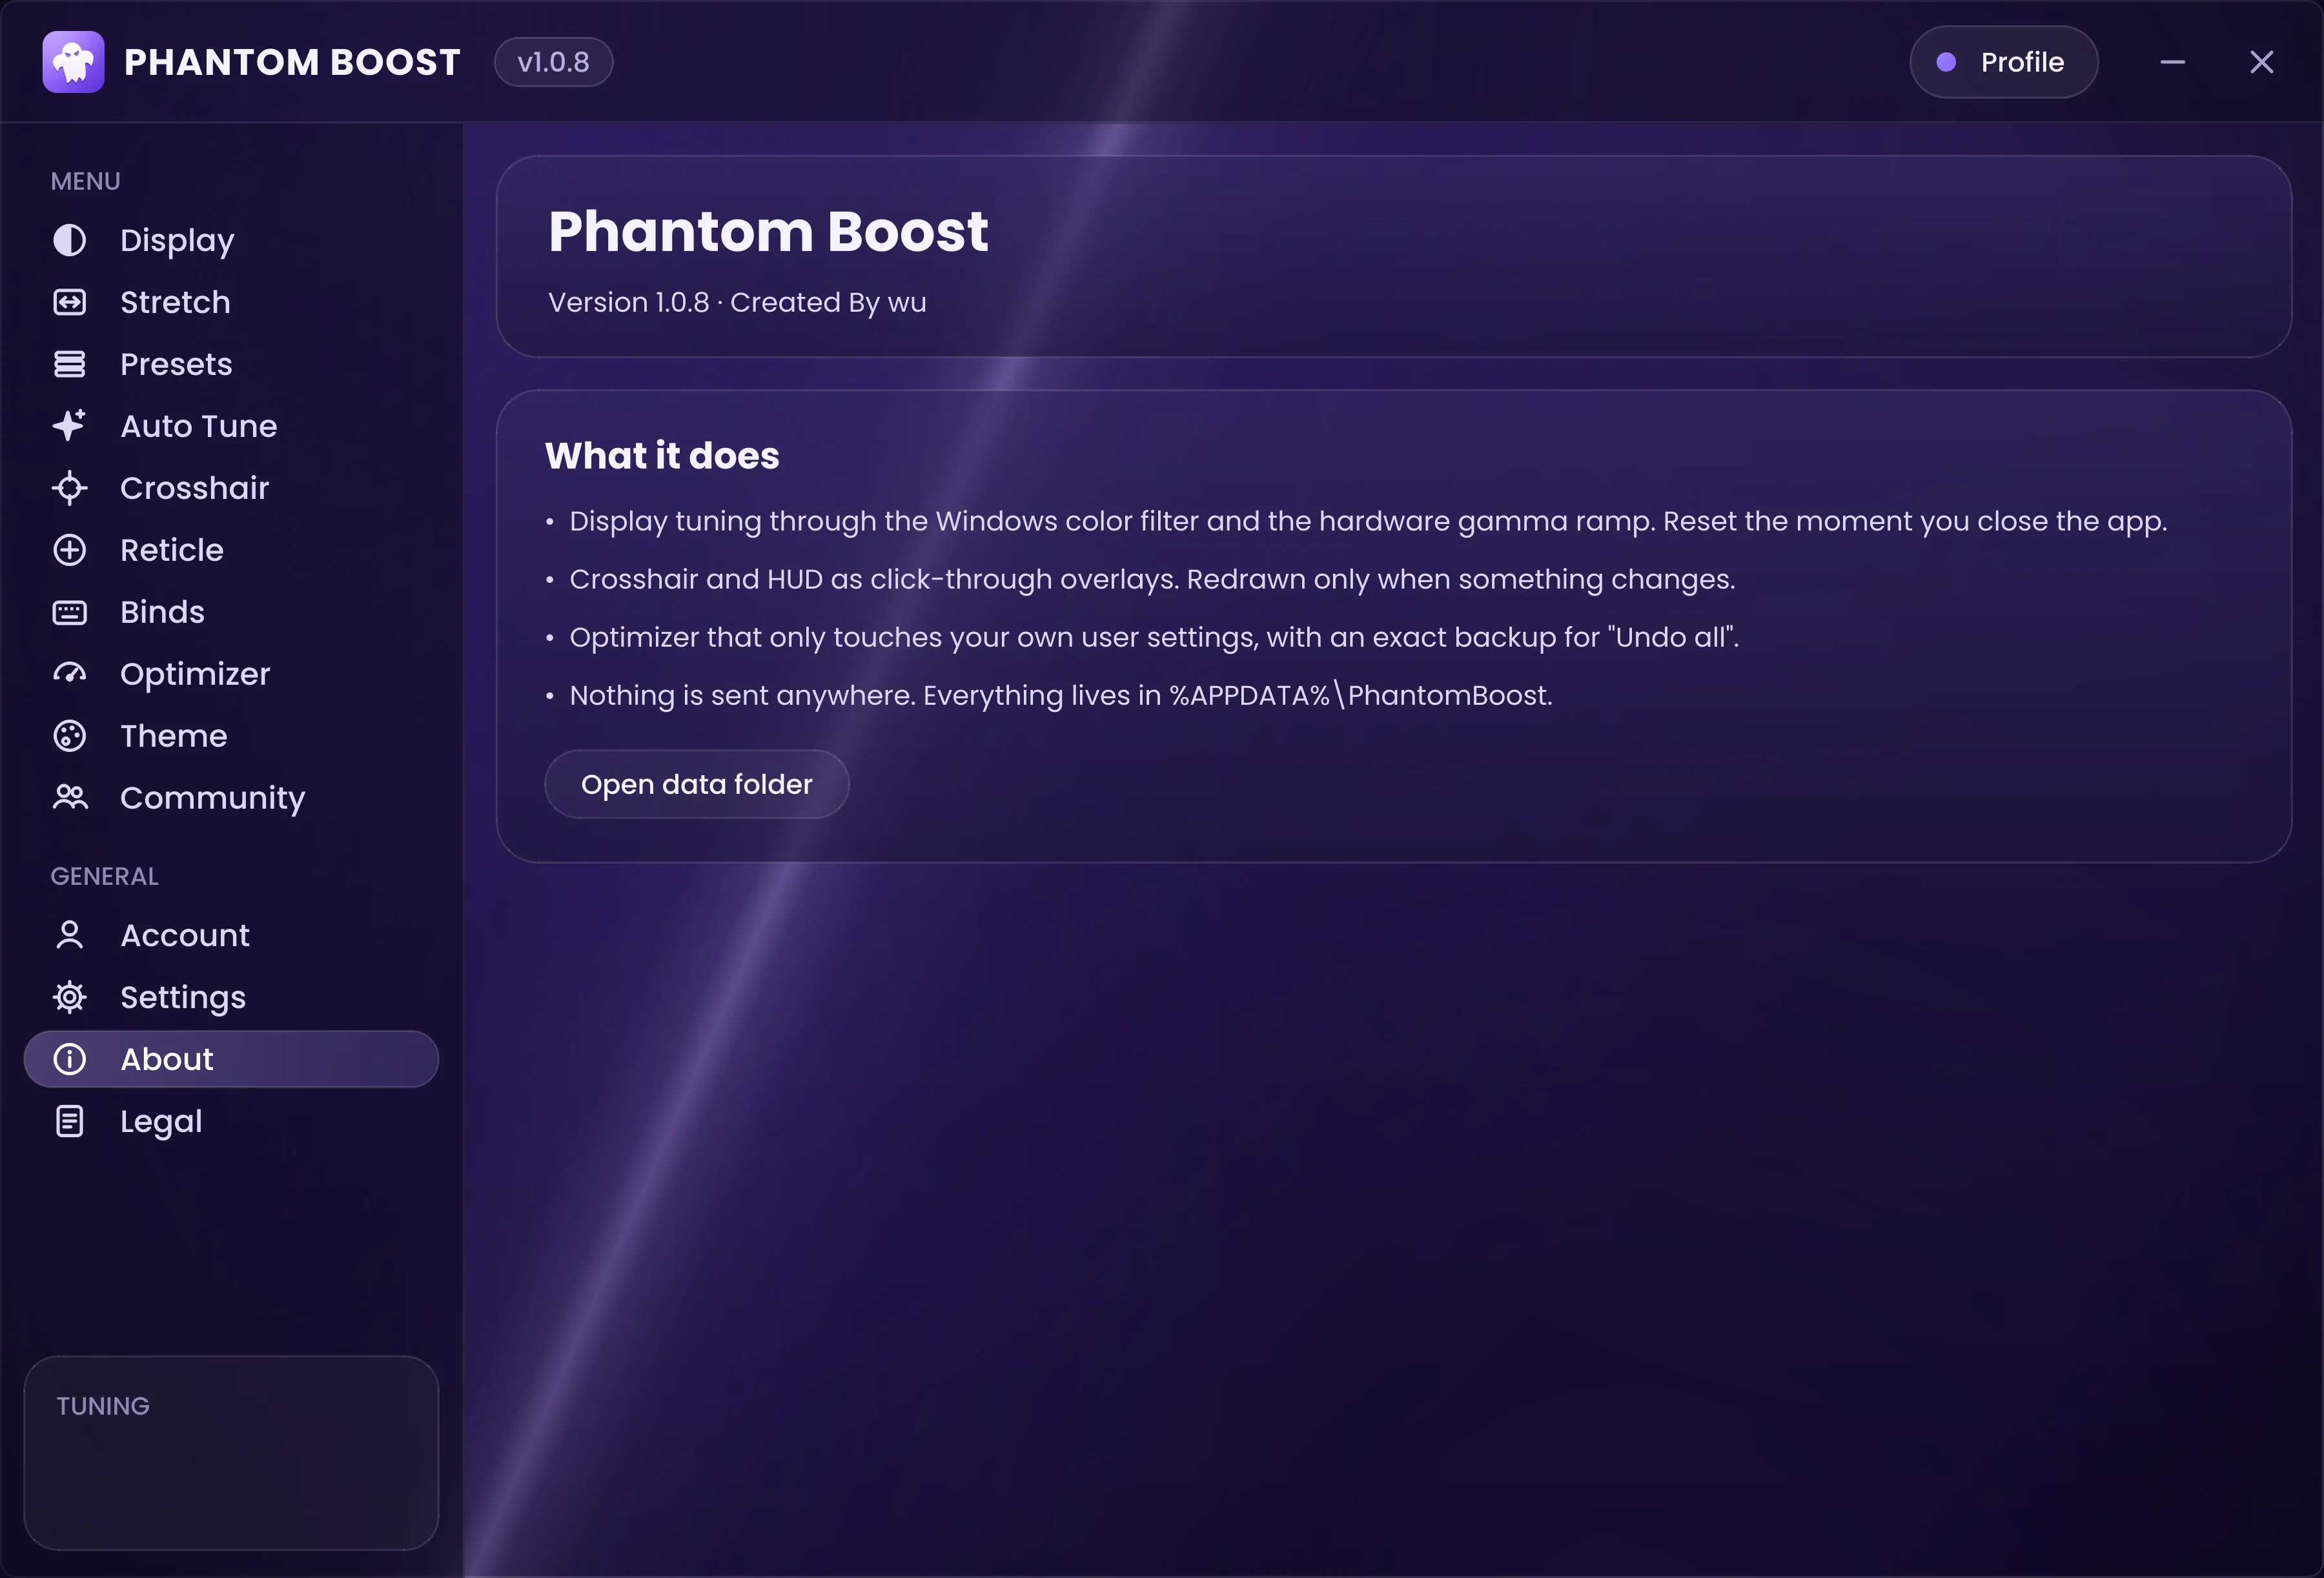 PHANTOM BOOST v1.0.8 Profile
MENU
Display
Stretch
Presets
Auto Tune
Crosshair
Reticle
Binds
Optimizer
Theme
Community
GENERAL
Account
Settings
About
Legal
TUNING
Phantom Boost
Version 1.0.8 · Created By wu
What it does
• Display tuning through the Windows color filter and the hardware gamma ramp. Reset the moment you close the app.
• Crosshair and HUD as click-through overlays. Redrawn only when something changes.
• Optimizer that only touches your own user settings, with an exact backup for "Undo all".
• Nothing is sent anywhere. Everything lives in %APPDATA%\PhantomBoost.
Open data folder